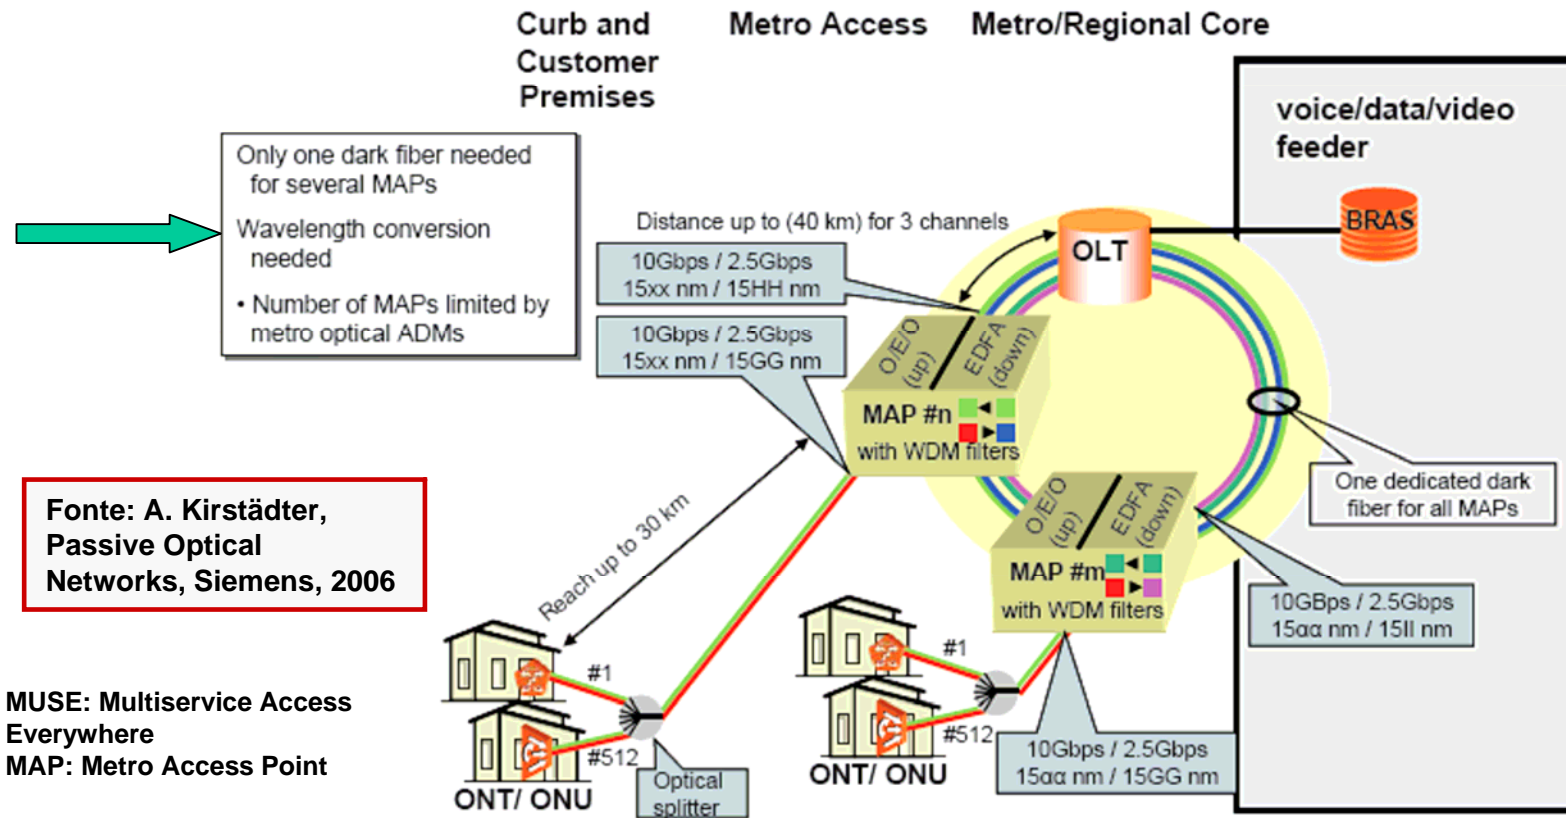 Curb and
Customer
Premises
Metro Access
Metro/Regional Core
voice/data/video
feeder
BRAS
Only one dark fiber needed
for several MAPs
Wavelength conversion
needed
• Number of MAPs limited by
metro optical ADMs
Distance up to (40 km) for 3 channels
OLT
10Gbps / 2.5Gbps
15xx nm / 15HH nm
10Gbps / 2.5Gbps
15xx nm / 15GG nm
O/E/O
(up)
EDFA
(down)
MAP #n
with WDM filters
One dedicated dark
fiber for all MAPs
Fonte: A. Kirstädter,
Passive Optical
Networks, Siemens, 2006
Reach up to 30 km
O/E/O
(up)
EDFA
(down)
MAP #m
with WDM filters
10GBps / 2.5Gbps
15αα nm / 15II nm
#1
#512
ONT/ ONU
Optical
splitter
#1
#512
ONT/ ONU
10Gbps / 2.5Gbps
15αα nm / 15GG nm
MUSE: Multiservice Access
Everywhere
MAP: Metro Access Point